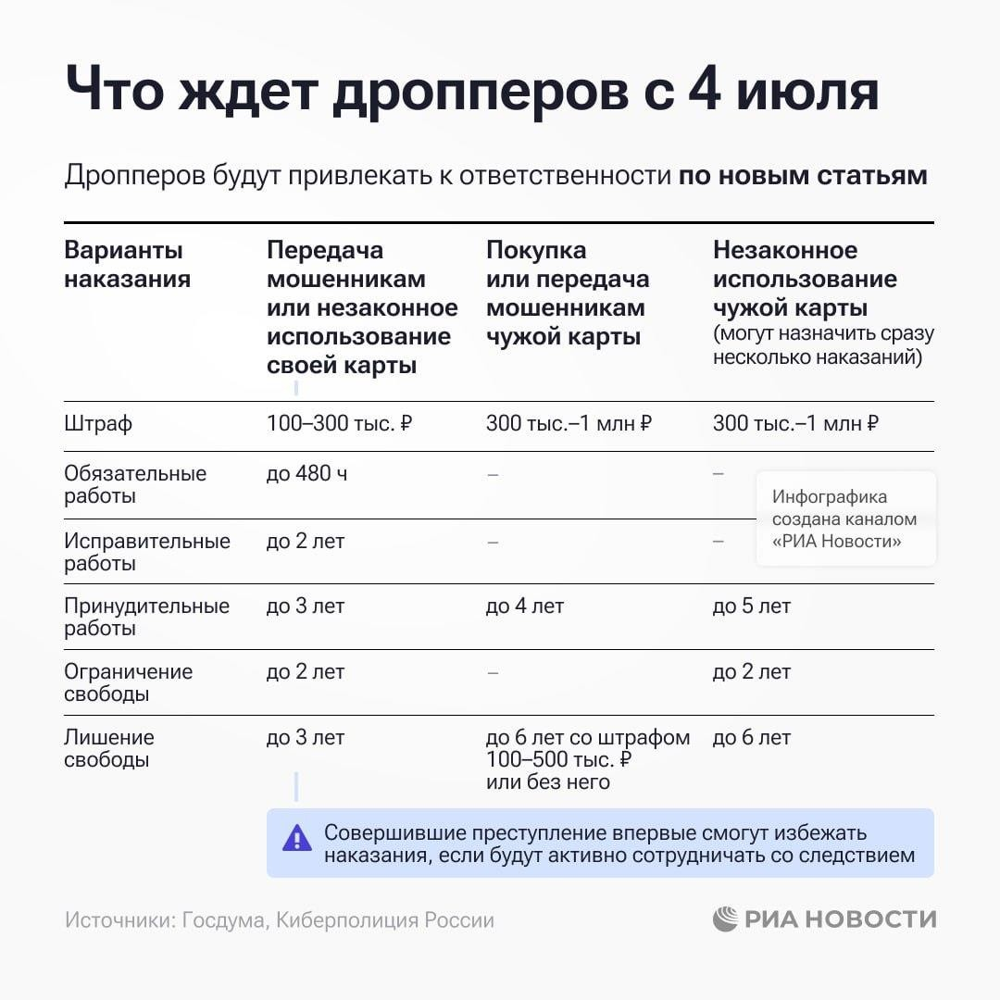 Что ждет дропперов с 4 июля
Дропперов будут привлекать к ответственности по новым статьям
Варианты
наказания
Передача
мошенникам
или незаконное
использование
своей карты
Покупка
или передача
мошенникам
чужой карты
Незаконное
использование
чужой карты
(могут назначить сразу
несколько наказаний)
Штраф
100–300 тыс. ₽
300 тыс.–1 млн ₽
300 тыс.–1 млн ₽
Обязательные
работы
до 480 ч
–
–
Инфографика
создана каналом
«РИА Новости»
Исправительные
работы
до 2 лет
–
–
Принудительные
работы
до 3 лет
до 4 лет
до 5 лет
Ограничение
свободы
до 2 лет
–
до 2 лет
Лишение
свободы
до 3 лет
до 6 лет со штрафом
100–500 тыс. ₽
или без него
до 6 лет
Совершившие преступление впервые смогут избежать
наказания, если будут активно сотрудничать со следствием
Источники: Госдума, Киберполиция России
РИА НОВОСТИ